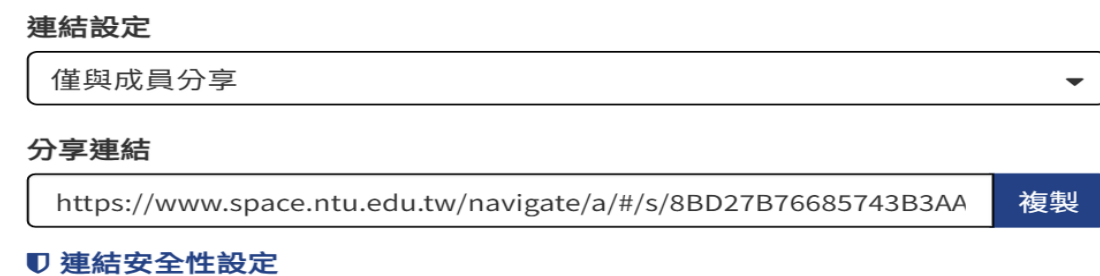 連結設定
僅與成員分享
分享連結
https://www.space.ntu.edu.tw/navigate/a/#/s/8BD27B76685743B3AA
複製
連結安全性設定